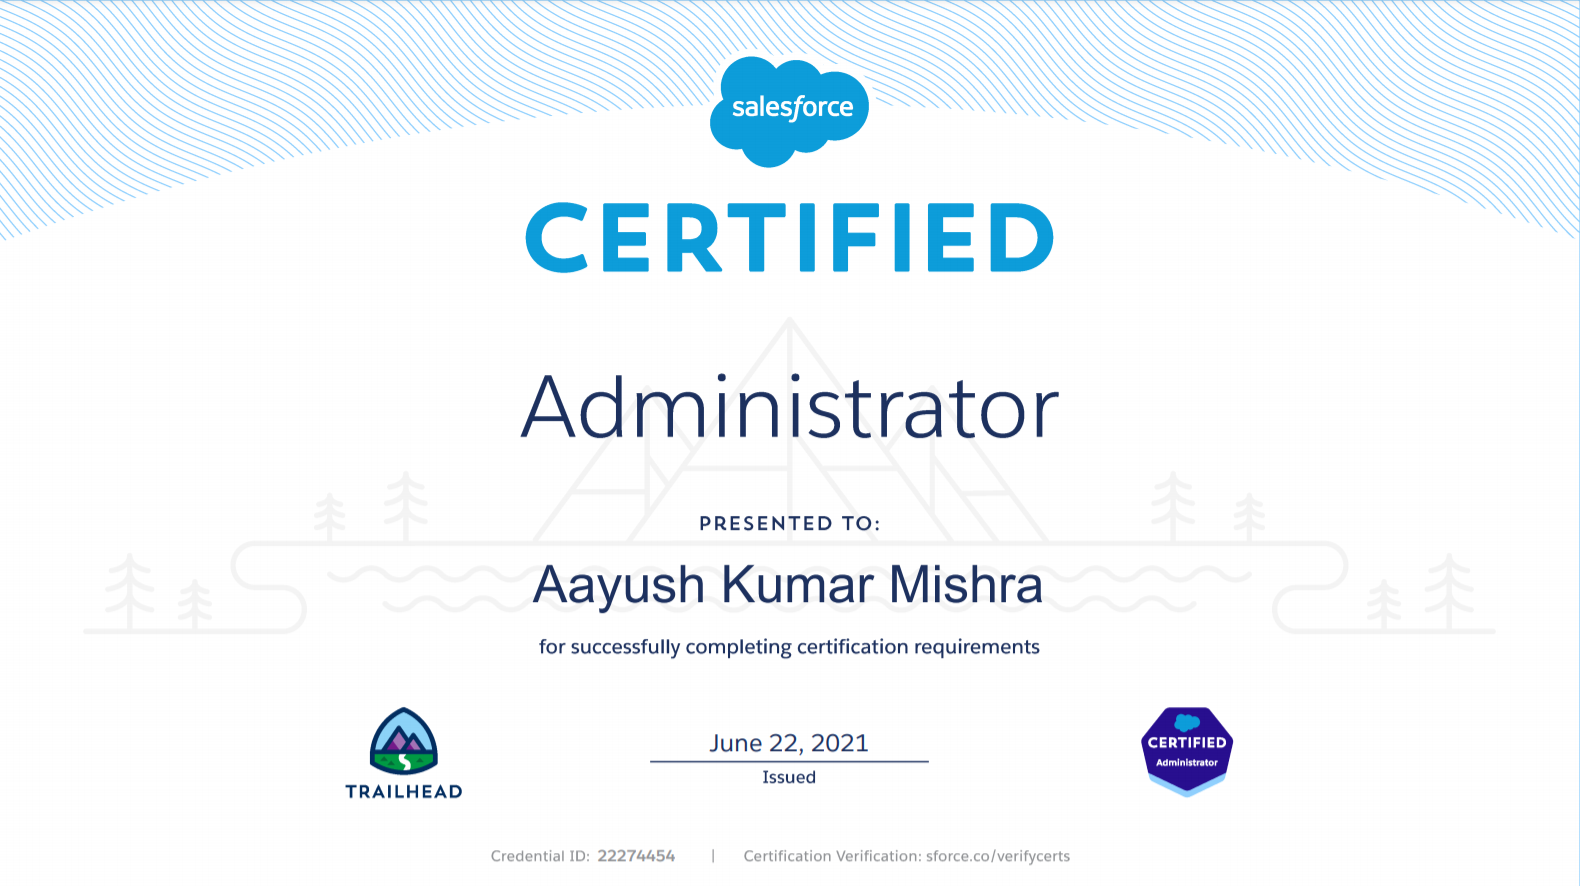 salesforce
CERTIFIED
Administrator
PRESENTED TO:
Aayush Kumar Mishra
for successfully completing certification requirements
TRAILHEAD
June 22, 2021
Issued
CERTIFIED
Administrator
Credential ID: 22274454 | Certification Verification: sforce.co/verifycerts